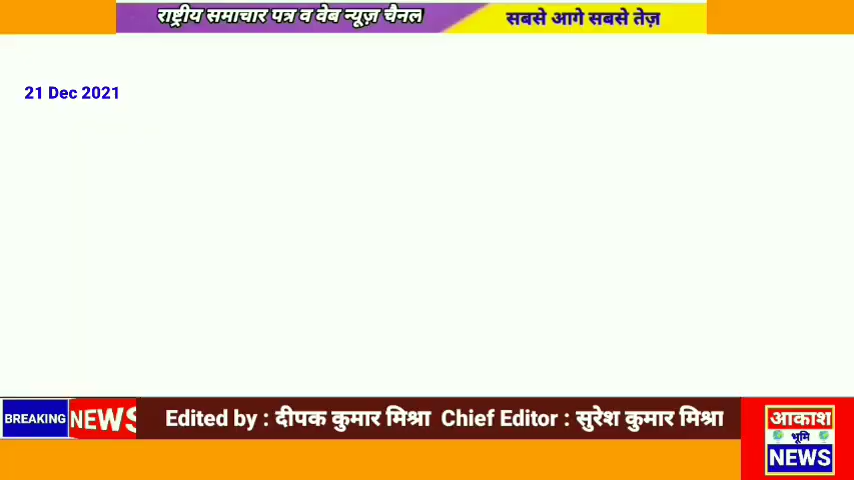 राष्ट्रीय समाचार पत्र व वेब न्यूज़ चैनल
सबसे आगे सबसे तेज़
21 Dec 2021
BREAKING NEWS
Edited by : दीपक कुमार मिश्रा Chief Editor : सुरेश कुमार मिश्रा
आकाश
भूमि
NEWS